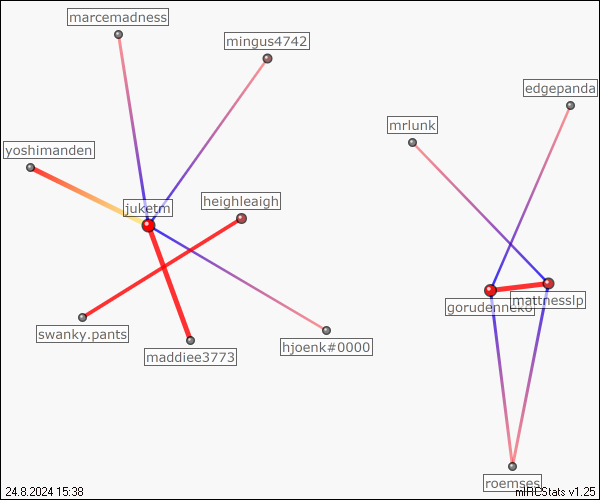 marcemadness
mingus4742
edgepanda
mrlunk
yoshimanden
heighleaigh
juketm
mattnesslp
gorudenneko
swanky.pants
maddiee3773
hjoenk#0000
roemses
24.8.2024 15:38
mIRCStats v1.25